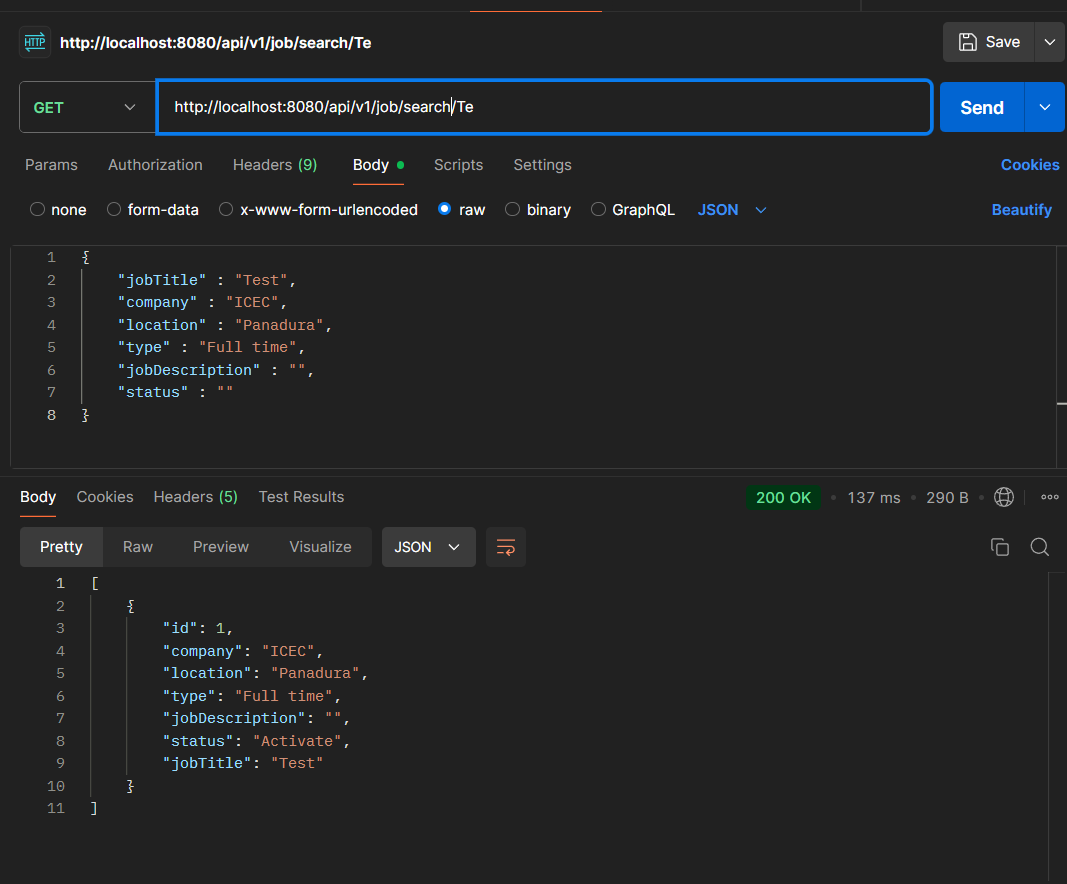 HTTP http://localhost:8080/api/v1/job/search/Te Save
GET http://localhost:8080/api/v1/job/search/Te Send
Params Authorization Headers (9) Body Scripts Settings Cookies
none form-data x-www-form-urlencoded raw binary GraphQL JSON Beautify
1 {
2 "jobTitle" : "Test",
3 "company" : "ICEC",
4 "location" : "Panadura",
5 "type" : "Full time",
6 "jobDescription" : "",
7 "status" : ""
8 }
Body Cookies Headers (5) Test Results 200 OK • 137 ms • 290 B •
Pretty Raw Preview Visualize JSON
1 [
2 {
3 "id": 1,
4 "company": "ICEC",
5 "location": "Panadura",
6 "type": "Full time",
7 "jobDescription": "",
8 "status": "Activate",
9 "jobTitle": "Test"
10 }
11 ]